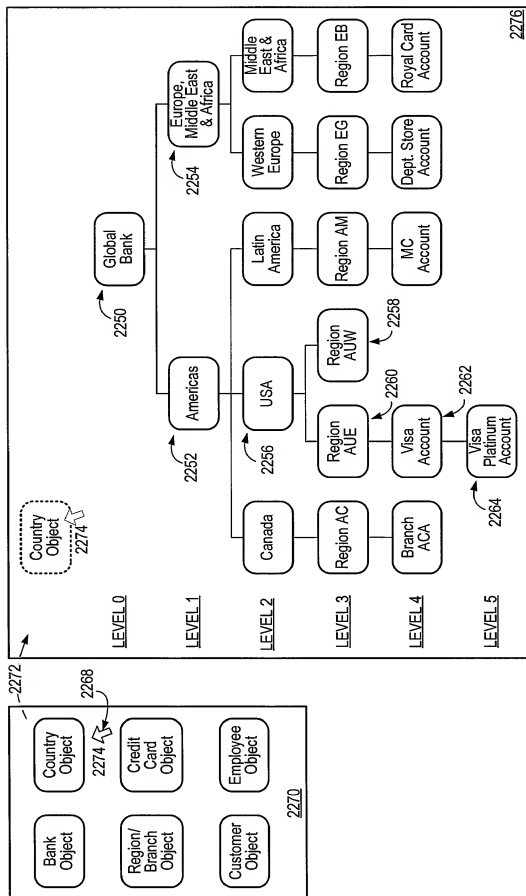 Bank
Object
Country
Object
Region/
Branch
Object
Credit
Card
Object
Customer
Object
Employee
Object
2270
2274
2268
2272
Country
Object
2274
LEVEL 0
2250
Global
Bank
LEVEL 1
2252
Americas
2254
Europe,
Middle East
& Africa
LEVEL 2
Canada
2256
USA
Latin
America
Western
Europe
Middle
East &
Africa
LEVEL 3
Region AC
Region
AUE
2260
Region
AUW
2258
Region AM
Region EG
Region EB
LEVEL 4
Branch
ACA
Visa
Account
2262
MC
Account
Dept. Store
Account
Royal Card
Account
LEVEL 5
2264
Visa
Platinum
Account
2276